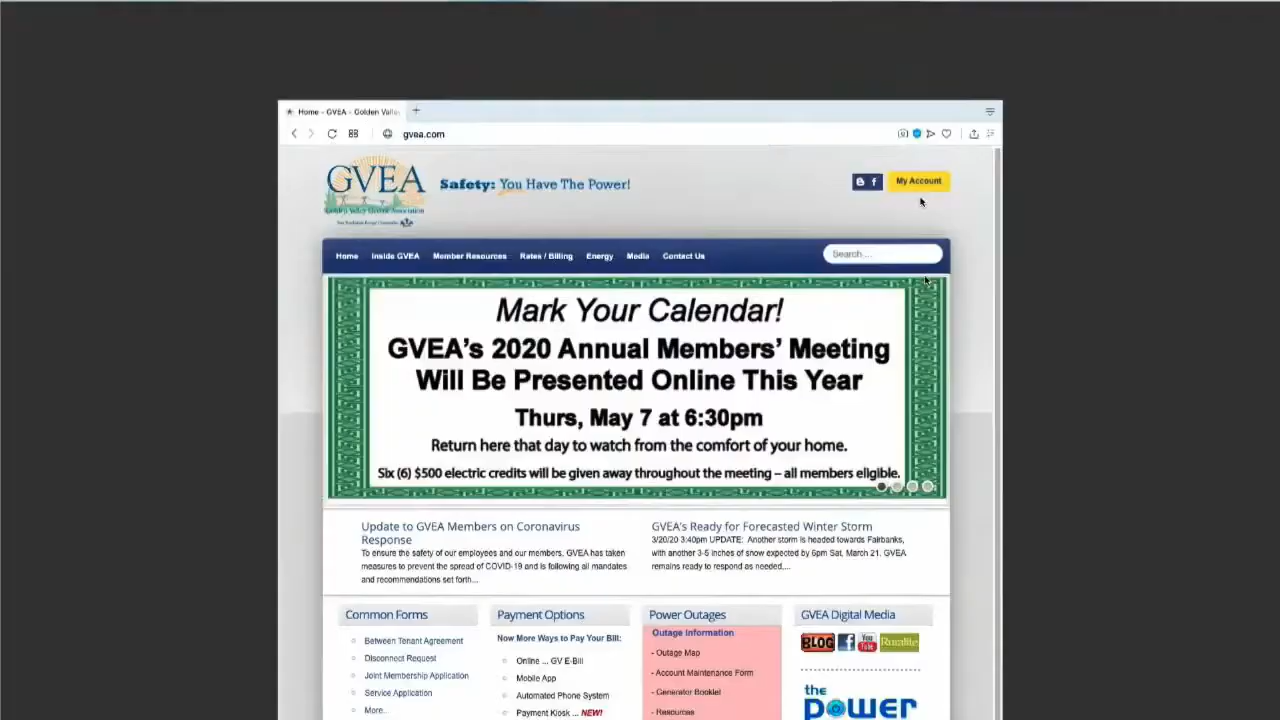 Home - GVEA - Golden Valle
gvea.com
GVEA
Golden Valley Electric Association
Safety: You Have The Power!
My Account
Home Inside GVEA Member Resources Rates / Billing Energy Media Contact Us
Search ...
Mark Your Calendar!
GVEA's 2020 Annual Members' Meeting
Will Be Presented Online This Year
Thurs, May 7 at 6:30pm
Return here that day to watch from the comfort of your home.
Six (6) $500 electric credits will be given away throughout the meeting – all members eligible.
Update to GVEA Members on Coronavirus
Response
To ensure the safety of our employees and our members, GVEA has taken
measures to prevent the spread of COVID-19 and is following all mandates
and recommendations set forth...
GVEA's Ready for Forecasted Winter Storm
3/20/20 3:40pm UPDATE: Another storm is headed towards Fairbanks,
with another 3-5 inches of snow expected by 6pm Sat, March 21. GVEA
remains ready to respond as needed,...
Common Forms
Between Tenant Agreement
Disconnect Request
Joint Membership Application
Service Application
More...
Payment Options
Now More Ways to Pay Your Bill:
Online ... GV E-Bill
Mobile App
Automated Phone System
Payment Kiosk ... NEW!
Power Outages
Outage Information
- Outage Map
- Account Maintenance Form
- Generator Booklet
- Resources
GVEA Digital Media
BLOG f You Tube Ruralite
the
power